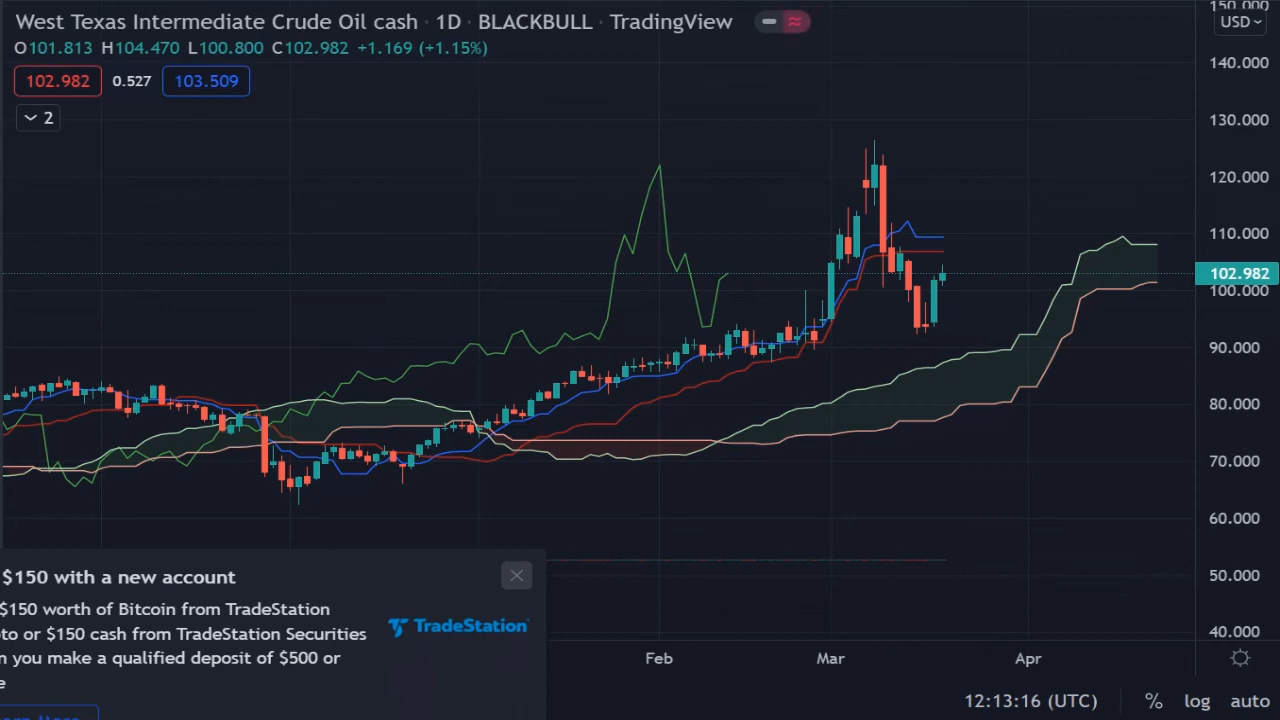 West Texas Intermediate Crude Oil cash · 1D · BLACKBULL · TradingView
O101.813 H104.470 L100.800 C102.982 +1.169 (+1.15%)
102.982 0.527 103.509
2
USD
150.000
140.000
130.000
120.000
110.000
102.982
100.000
90.000
80.000
70.000
60.000
50.000
40.000
$150 with a new account
$150 worth of Bitcoin from TradeStation
to or $150 cash from TradeStation Securities
n you make a qualified deposit of $500 or
e
TradeStation
Feb Mar Apr
12:13:16 (UTC) % log auto